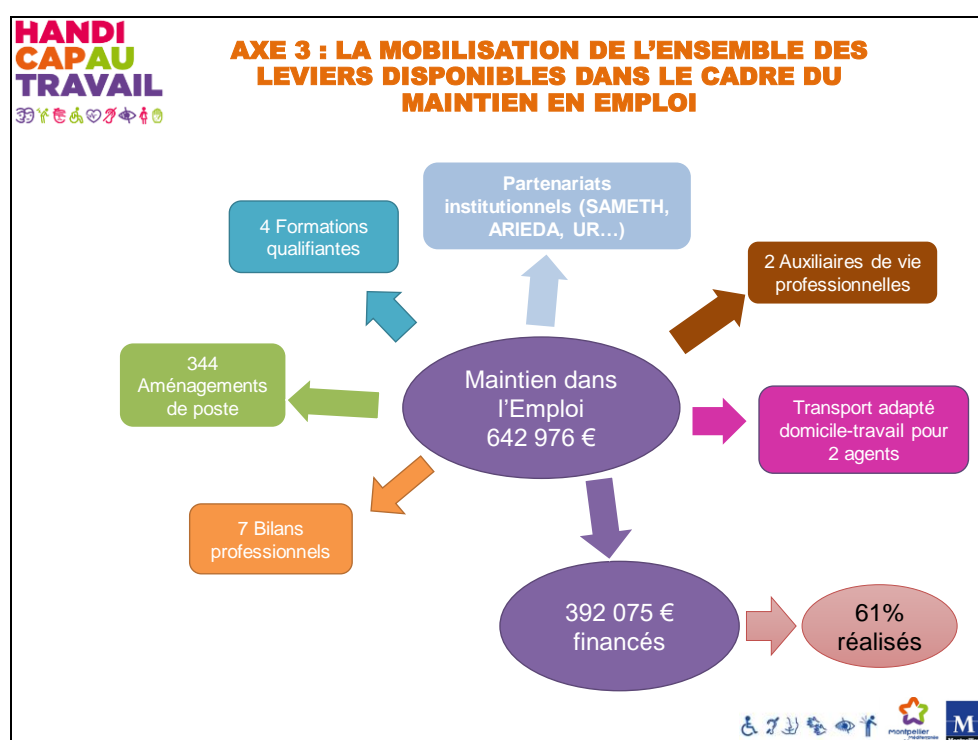 HANDI
CAPAU
TRAVAIL
AXE 3 : LA MOBILISATION DE L’ENSEMBLE DES
LEVIERS DISPONIBLES DANS LE CADRE DU
MAINTIEN EN EMPLOI
Partenariats
institutionnels (SAMETH,
ARIEDA, UR…)
4 Formations
qualifiantes
2 Auxiliaires de vie
professionnelles
344
Aménagements
de poste
Maintien dans
l’Emploi
642 976 €
Transport adapté
domicile-travail pour
2 agents
7 Bilans
professionnels
392 075 €
financés
61%
réalisés
montpellier
méditerranée
M